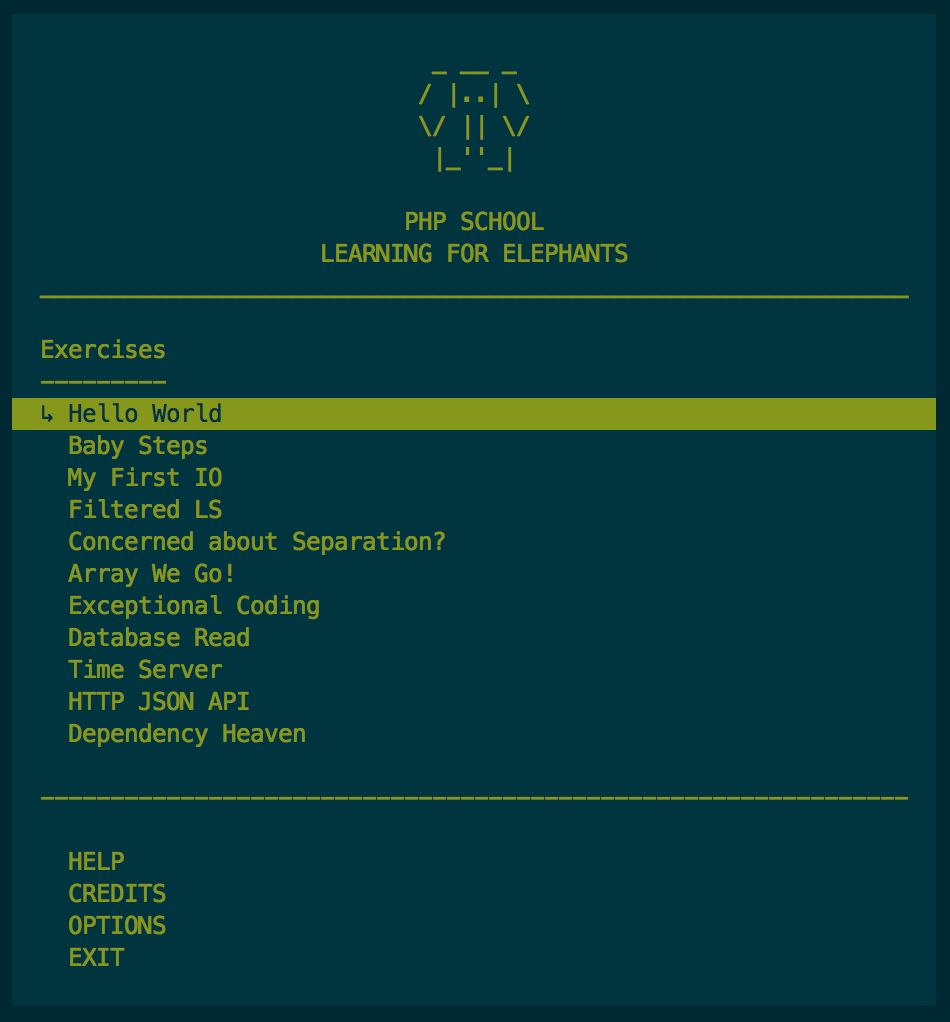 _ __ _
/ |..| \
\/ || \/
 |_''_|
PHP SCHOOL
LEARNING FOR ELEPHANTS
Exercises
---------
↳ Hello World
Baby Steps
My First IO
Filtered LS
Concerned about Separation?
Array We Go!
Exceptional Coding
Database Read
Time Server
HTTP JSON API
Dependency Heaven
HELP
CREDITS
OPTIONS
EXIT